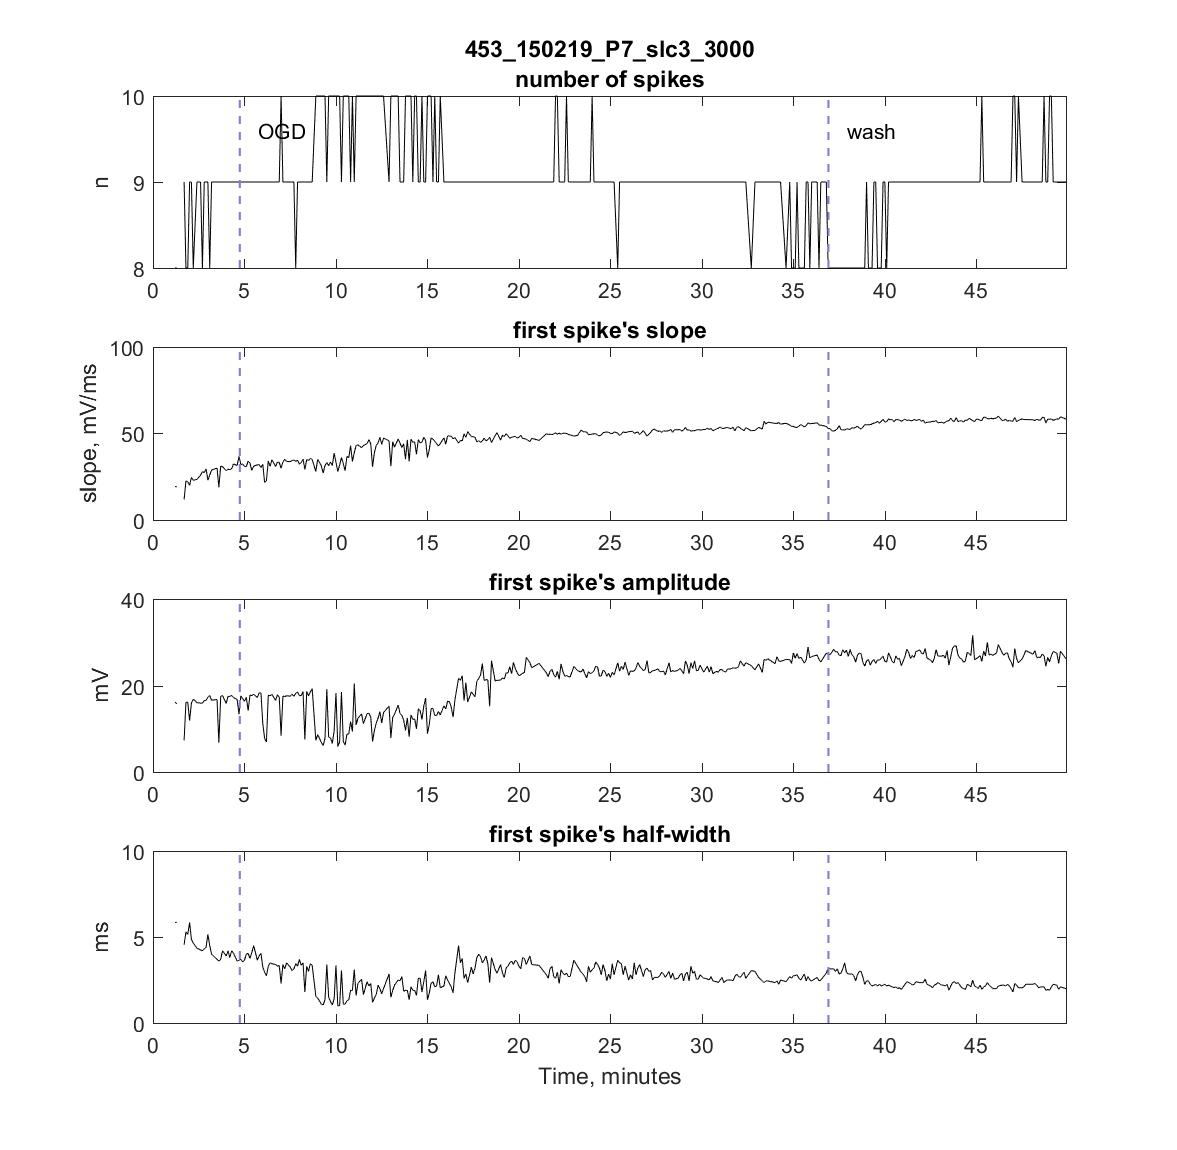 453_150219_P7_slc3_3000
number of spikes
10
9
8
n
OGD
wash
0 5 10 15 20 25 30 35 40 45
first spike's slope
100
50
0
slope, mV/ms
0 5 10 15 20 25 30 35 40 45
first spike's amplitude
40
20
0
mV
0 5 10 15 20 25 30 35 40 45
first spike's half-width
10
5
0
ms
0 5 10 15 20 25 30 35 40 45
Time, minutes